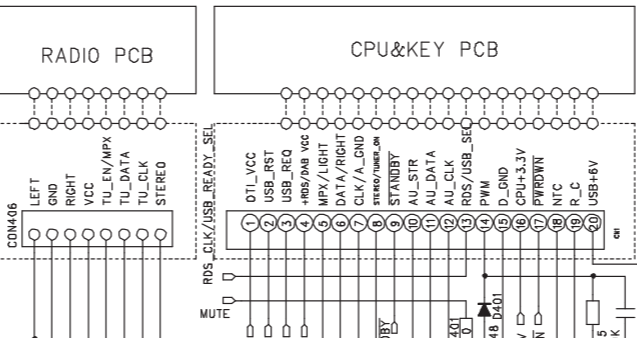 RADIO PCB
CPU&KEY PCB
CON406
LEFT
GND
RIGHT
VCC
TU_EN/MPX
TU_DATA
TU_CLK
STEREO
RDS_CLK/USB_READY_SEL
DTI_VCC
USB_RST
USB_REQ
+RDS/DAB VCC
MPX/LIGHT
DATA/RIGHT
CLK/A_GND
STEREO/TUNER_ON
STANDBY
AU_STR
AU_DATA
AU_CLK
RDS/USB_SEL
PWM
D_GND
CPU+3.3V
PWRDWN
NTC
R_C
USB+6V
1 2 3 4 5 6 7 8 9 10 11 12 13 14 15 16 17 18 19 20
MUTE
D401